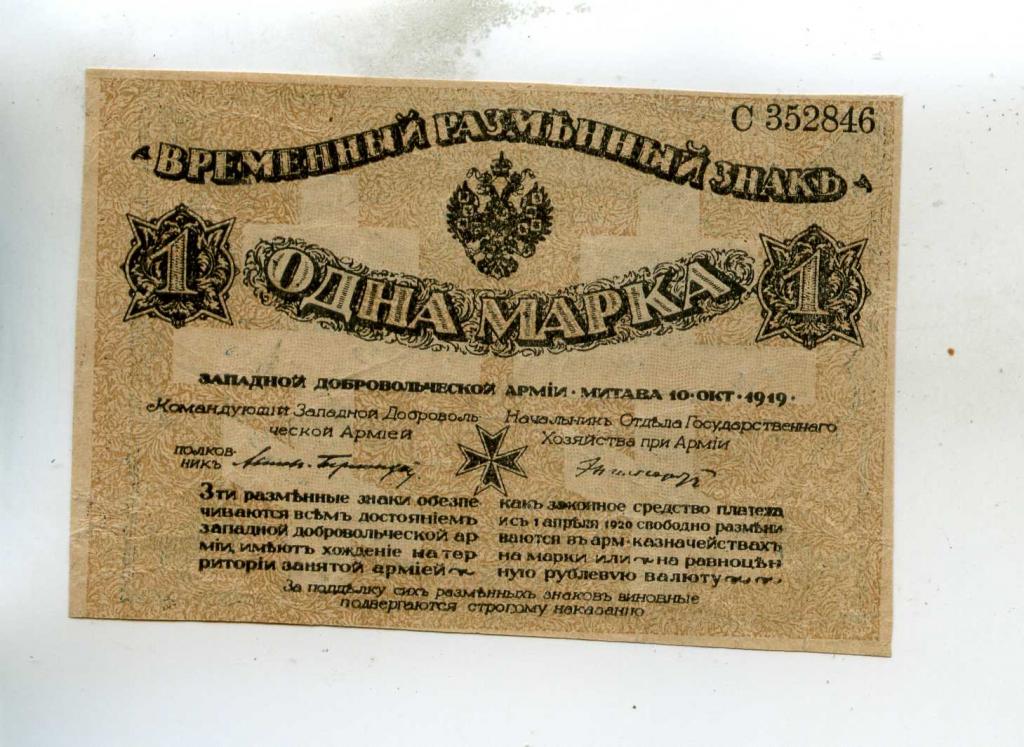 С 352846
ВРЕМЕННЫЙ РАЗМѢННЫЙ ЗНАКЪ
1 ОДНА МАРКА 1
ЗАПАДНОЙ ДОБРОВОЛЬЧЕСКОЙ АРМІИ · МИТАВА 10 · ОКТ · 1919 ·
Командующій Западной Доброволь-
ческой Арміей
полков-
никъ
Начальникъ Отдѣла Государственнаго
Хозяйства при Арміи
Эти размѣнные знаки обезпе
чиваются всѣмъ достояніемъ
западной добровольческой ар
міи, имѣютъ хожденіе на тер
риторіи занятой арміей
какъ законное средство платежа
и съ 1 апрѣля 1920 свободно размѣни
ваются въ арм · казначействахъ
на марки или на равноцѣн
ную рублевую валюту
За поддѣлку сихъ размѣнныхъ знаковъ виновные
подвергаются строгому наказанію